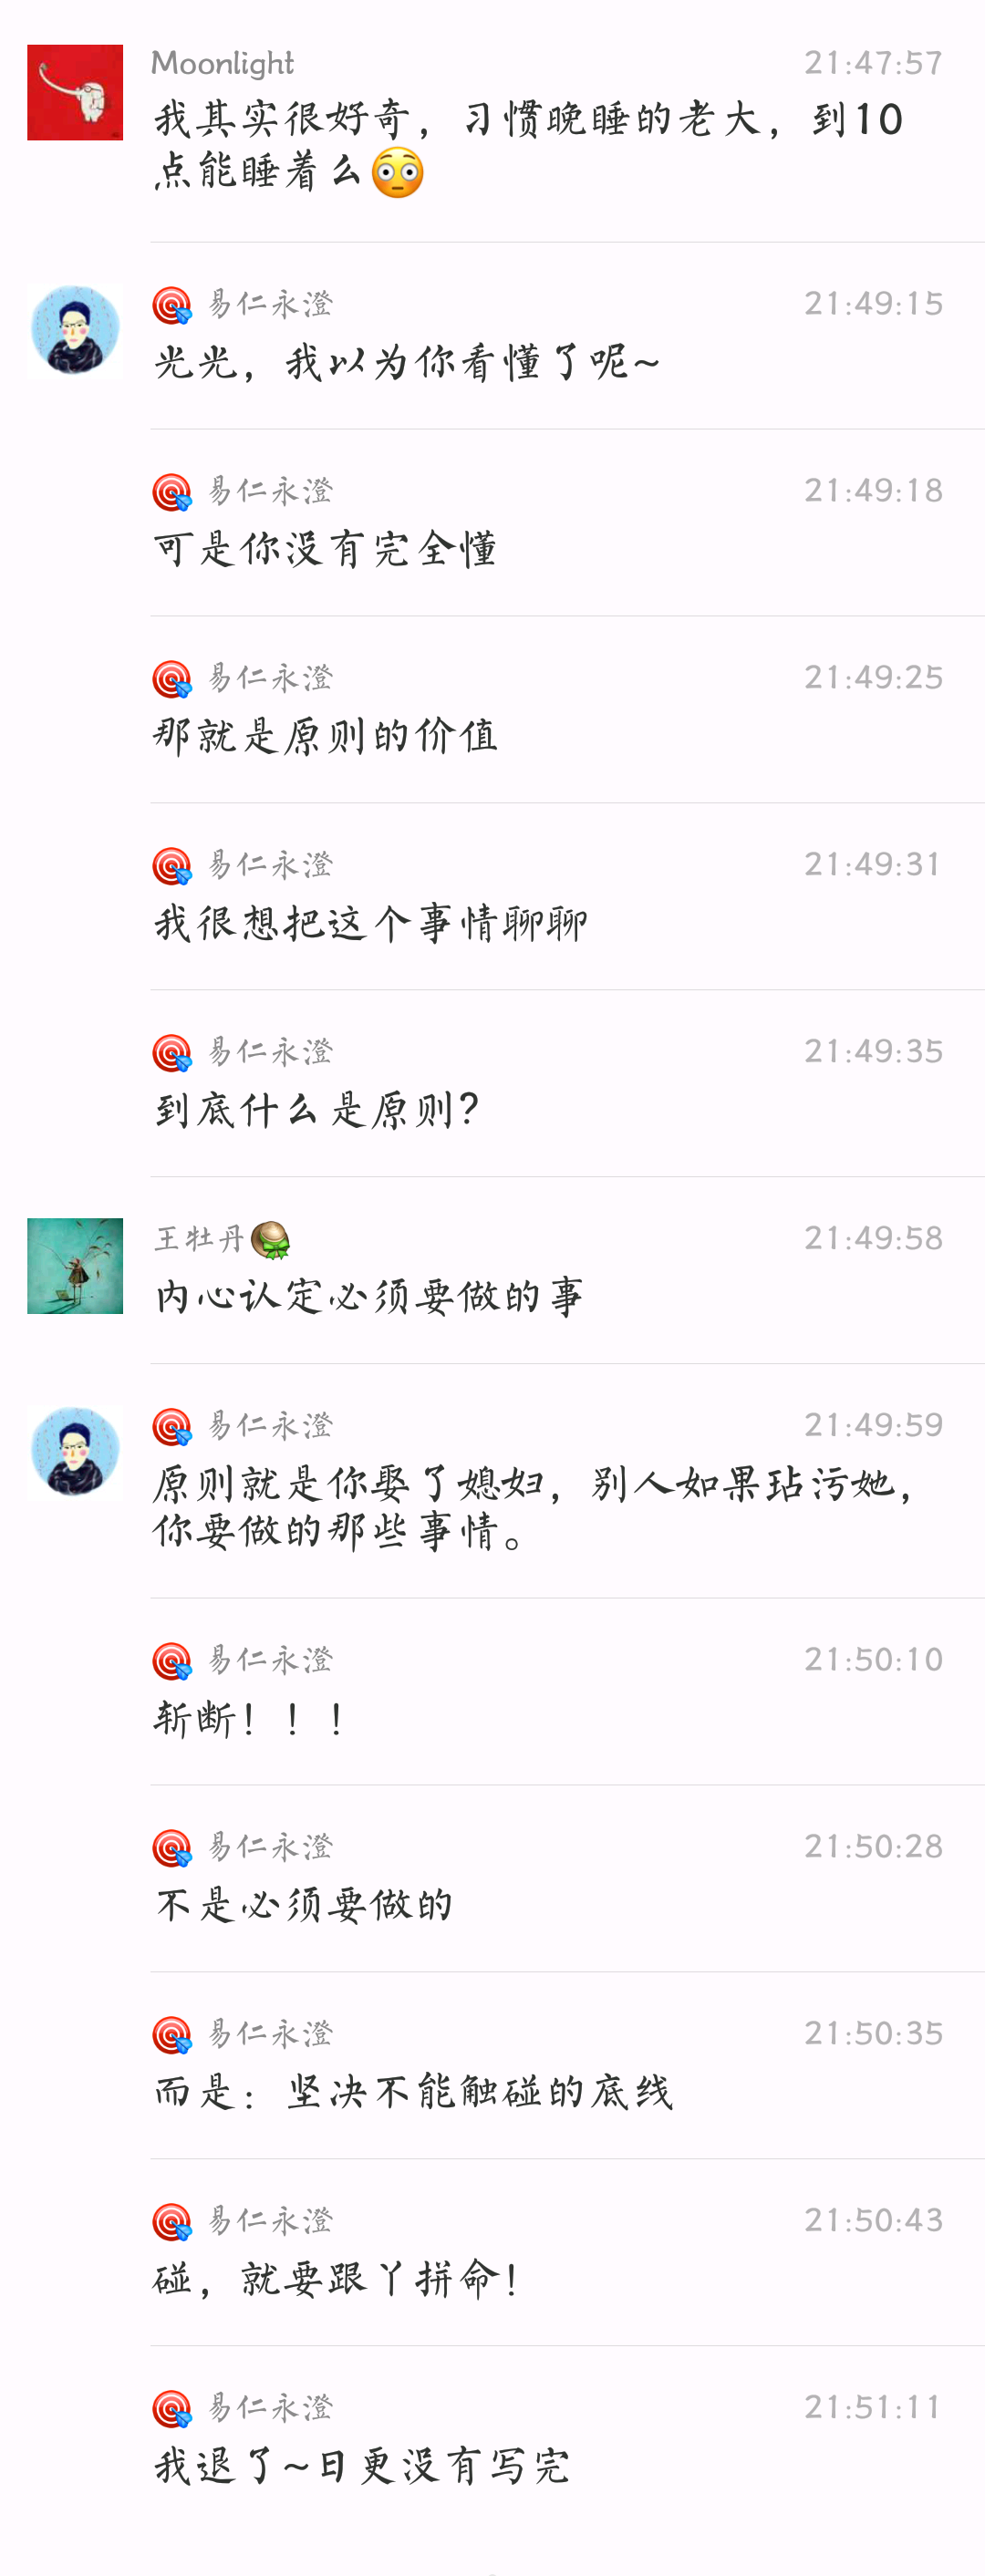 Moonlight 21:47:57
我其实很好奇，习惯晚睡的老大，到10
点能睡着么😳
🎯 易仁永澄 21:49:15
光光，我以为你看懂了呢~
🎯 易仁永澄 21:49:18
可是你没有完全懂
🎯 易仁永澄 21:49:25
那就是原则的价值
🎯 易仁永澄 21:49:31
我很想把这个事情聊聊
🎯 易仁永澄 21:49:35
到底什么是原则？
王牡丹👒 21:49:58
内心认定必须要做的事
🎯 易仁永澄 21:49:59
原则就是你娶了媳妇，别人如果玷污她，
你要做的那些事情。
🎯 易仁永澄 21:50:10
斩断！！！
🎯 易仁永澄 21:50:28
不是必须要做的
🎯 易仁永澄 21:50:35
而是：坚决不能触碰的底线
🎯 易仁永澄 21:50:43
碰，就要跟丫拼命！
🎯 易仁永澄 21:51:11
我退了~日更没有写完